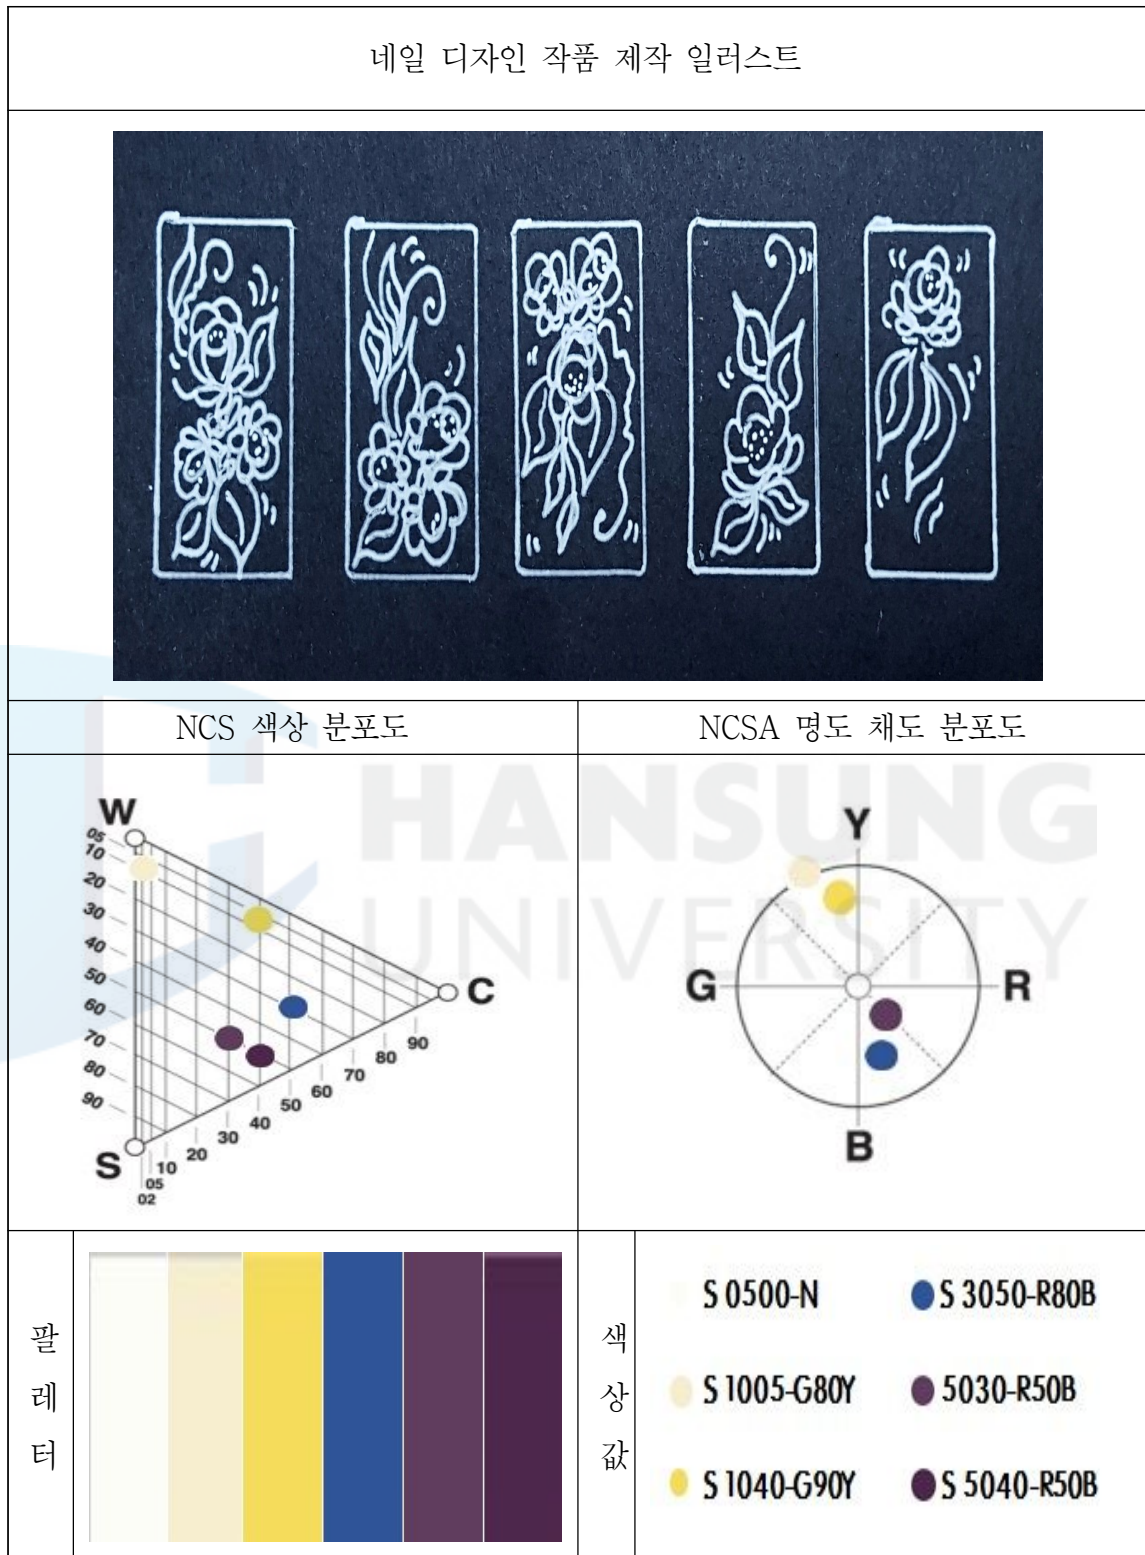 네일 디자인 작품 제작 일러스트
NCS 색상 분포도
NCSA 명도 채도 분포도
HANSUNG
UNIVERSITY
W
05
10
20
30
40
50
60
70
80
90
S
C
02
05
10
20
30
40
50
60
70
80
90
Y
G
R
B
팔
레
터
색
상
값
S 0500-N
S 3050-R80B
S 1005-G80Y
5030-R50B
S 1040-G90Y
S 5040-R50B